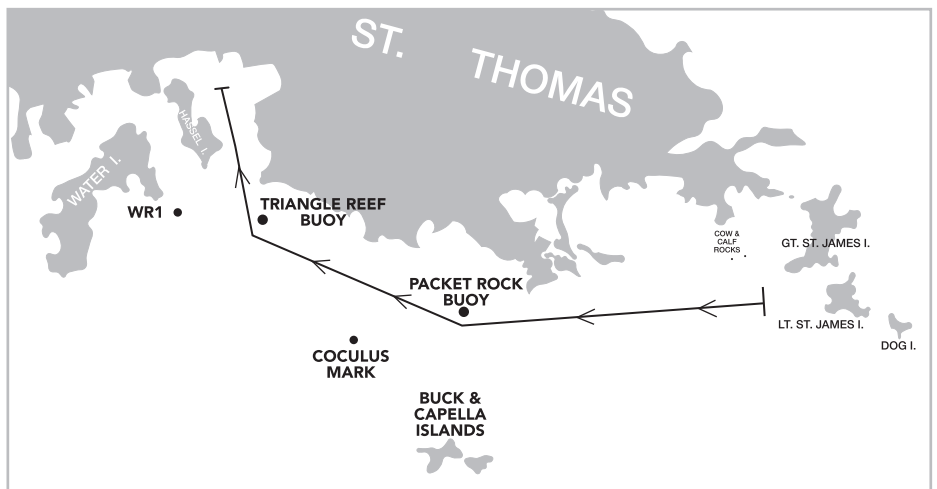 ST. THOMAS
HASSEL I.
WATER I.
WR1
TRIANGLE REEF
BUOY
COW &
CALF
ROCKS
GT. ST. JAMES I.
PACKET ROCK
BUOY
LT. ST. JAMES I.
DOG I.
COCULUS
MARK
BUCK &
CAPELLA
ISLANDS